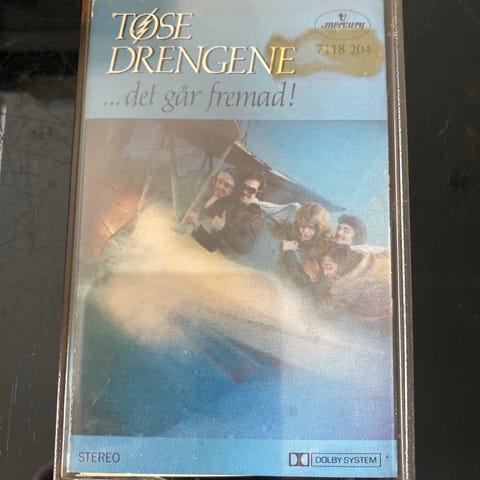 TØSE
DRENGENE
...det går fremad!
mercury
7118 204
STEREO
DOLBY SYSTEM